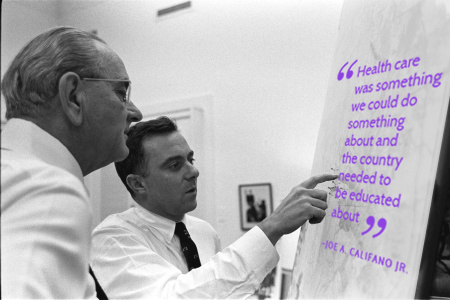 “Health care
was something
we could do
something
about and
the country
needed to
be educated
about”
-JOE A. CALIFANO JR.